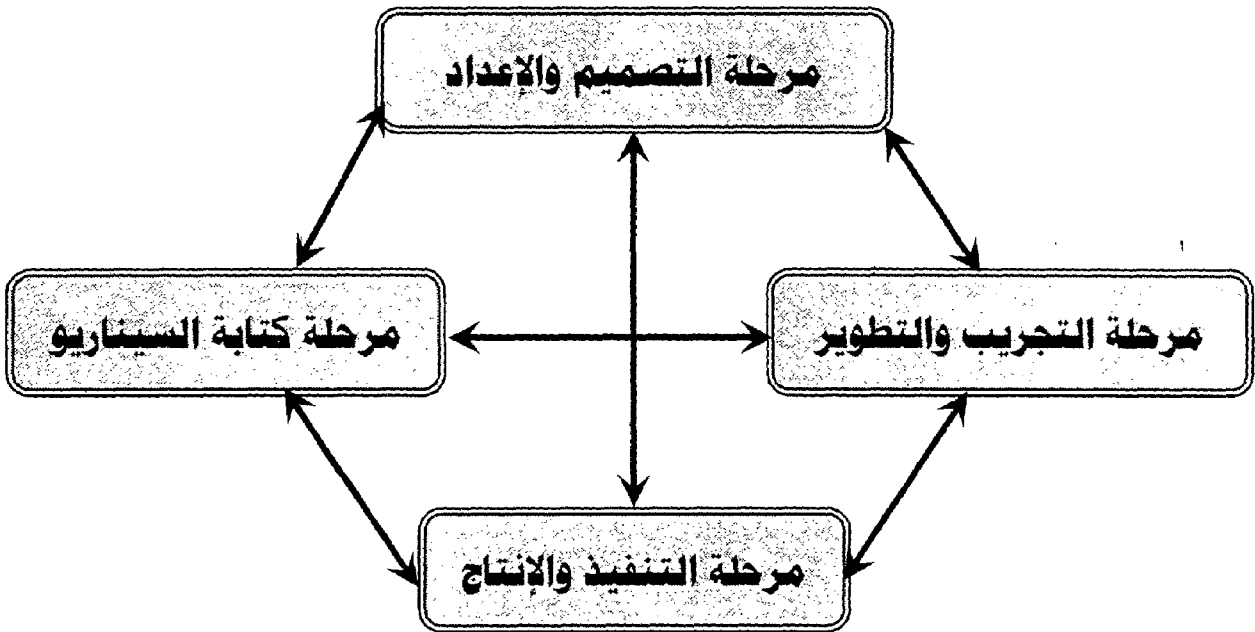 مرحلة التصميم والإعداد
مرحلة التجريب والتطوير
مرحلة كتابة السيناريو
مرحلة التنفيذ والإنتاج